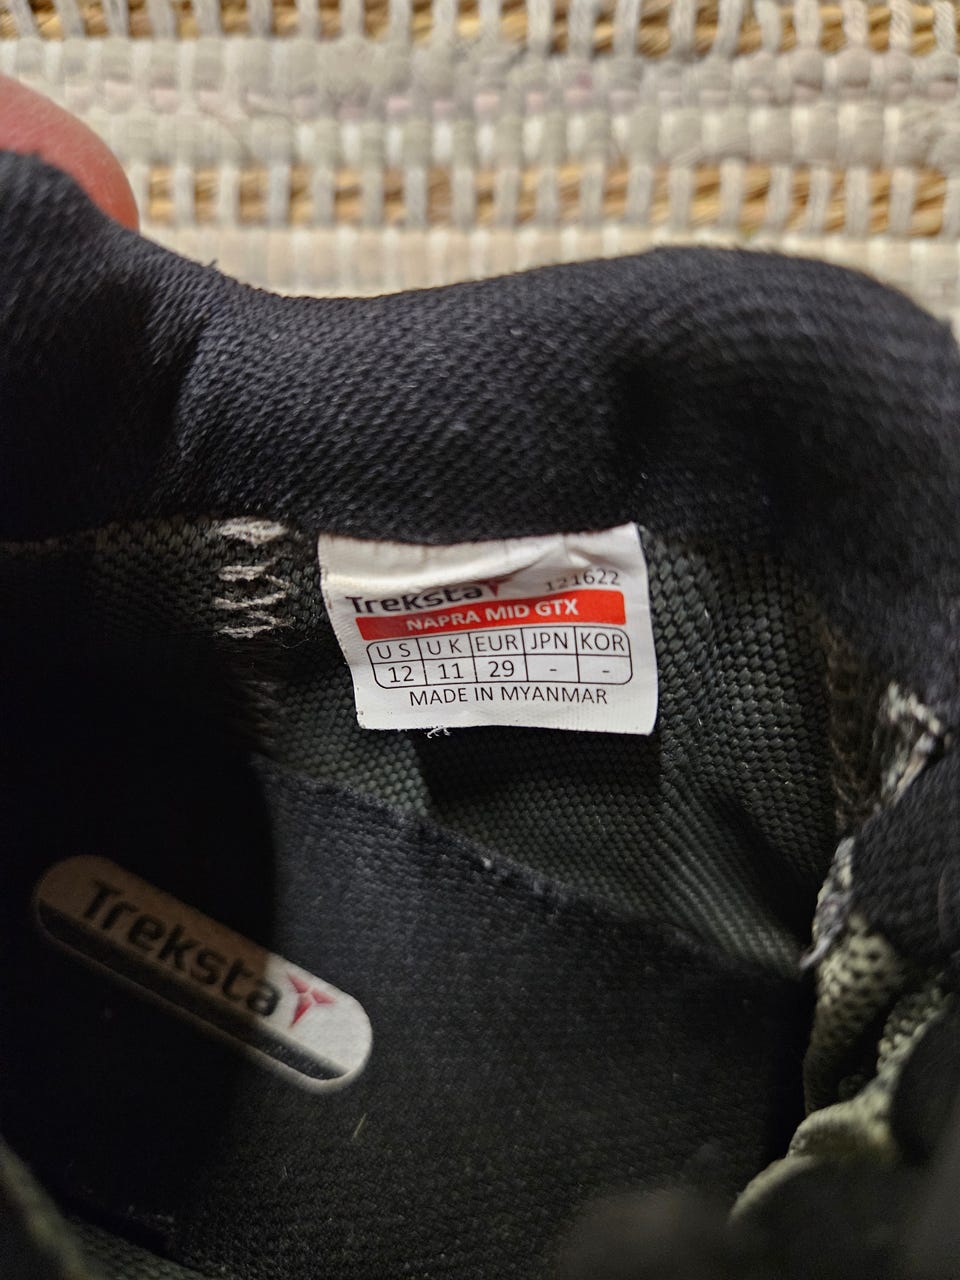 Treksta 121622
NAPRA MID GTX
US UK EUR JPN KOR
12 11 29 - -
MADE IN MYANMAR
Treksta